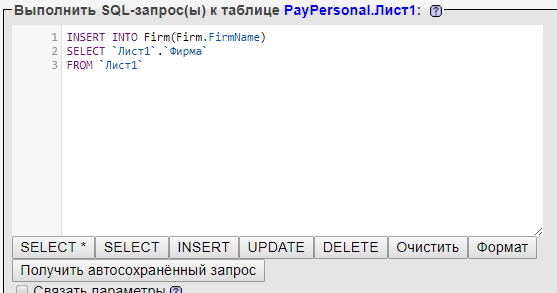 Выполнить SQL-запрос(ы) к таблице PayPersonal.Лист1:
1 INSERT INTO Firm(Firm.FirmName)
2 SELECT `Лист1`.`Фирма`
3 FROM `Лист1`
SELECT * SELECT INSERT UPDATE DELETE Очистить Формат
Получить автосохранённый запрос
Связать параметры